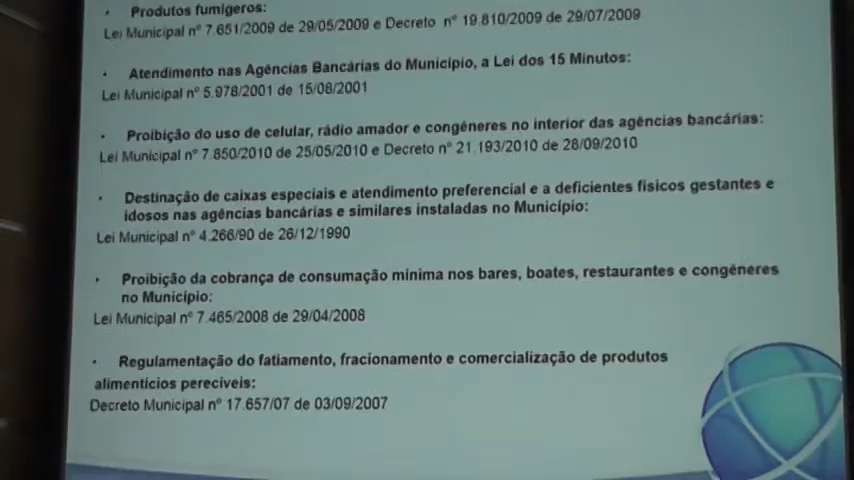 • Produtos fumígeros:
Lei Municipal nº 7.651/2009 de 29/05/2009 e Decreto nº 19.810/2009 de 29/07/2009
• Atendimento nas Agências Bancárias do Município, a Lei dos 15 Minutos:
Lei Municipal nº 5.978/2001 de 15/08/2001
• Proibição do uso de celular, rádio amador e congêneres no interior das agências bancárias:
Lei Municipal nº 7.850/2010 de 25/05/2010 e Decreto nº 21.193/2010 de 28/09/2010
• Destinação de caixas especiais e atendimento preferencial e a deficientes físicos gestantes e
idosos nas agências bancárias e similares instaladas no Município:
Lei Municipal nº 4.266/90 de 26/12/1990
• Proibição da cobrança de consumação mínima nos bares, boates, restaurantes e congêneres
no Município:
Lei Municipal nº 7.465/2008 de 29/04/2008
• Regulamentação do fatiamento, fracionamento e comercialização de produtos
alimentícios perecíveis:
Decreto Municipal nº 17.657/07 de 03/09/2007